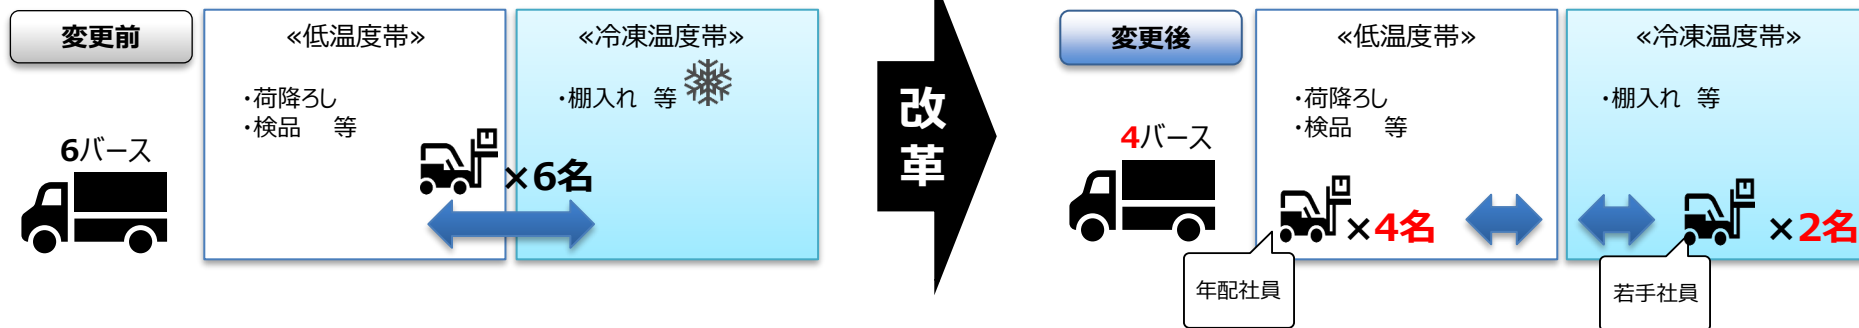 変更前
≪低温度帯≫
≪冷凍温度帯≫
・荷降ろし
・検品 等
・棚入れ 等
6バース
×6名
改革
変更後
≪低温度帯≫
≪冷凍温度帯≫
・荷降ろし
・検品 等
・棚入れ 等
4バース
×4名
×2名
年配社員
若手社員